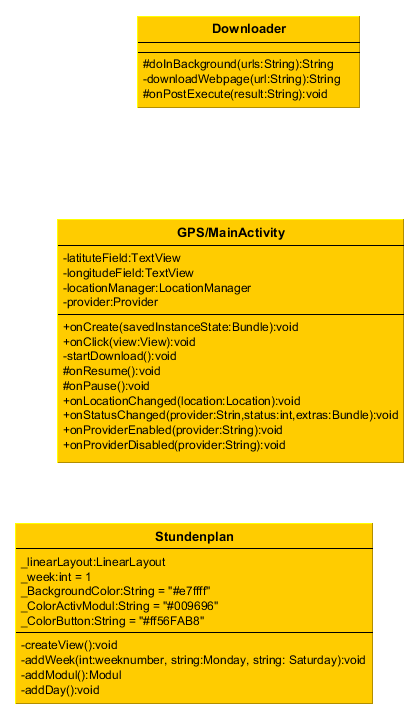 Downloader
#doInBackground(urls:String):String
-downloadWebpage(url:String):String
#onPostExecute(result:String):void
GPS/MainActivity
-latituteField:TextView
-longitudeField:TextView
-locationManager:LocationManager
-provider:Provider
+onCreate(savedInstanceState:Bundle):void
+onClick(view:View):void
-startDownload():void
#onResume():void
#onPause():void
+onLocationChanged(location:Location):void
+onStatusChanged(provider:Strin,status:int,extras:Bundle):void
+onProviderEnabled(provider:String):void
+onProviderDisabled(provider:String):void
Stundenplan
_linearLayout:LinearLayout
_week:int = 1
_BackgroundColor:String = "#e7ffff"
_ColorActivModul:String = "#009696"
_ColorButton:String = "#ff56FAB8"
-createView():void
-addWeek(int:weeknumber, string:Monday, string: Saturday):void
-addModul():Modul
-addDay():void